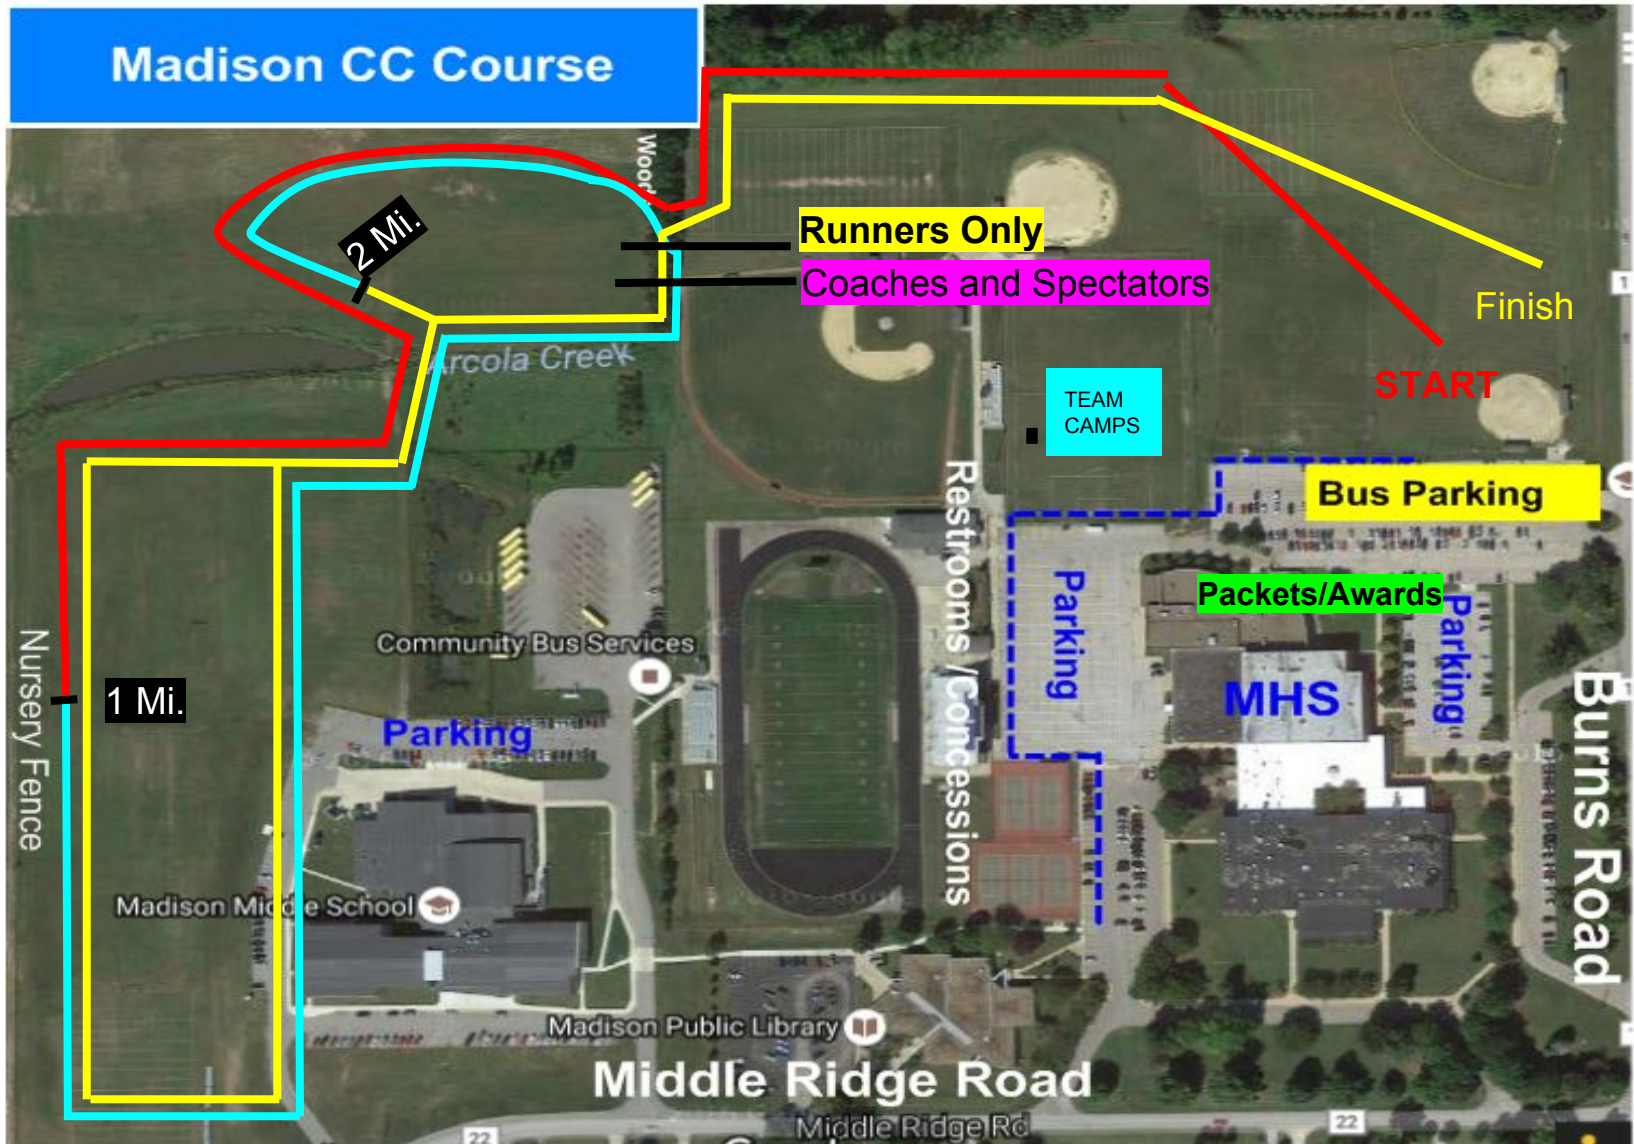 Madison CC Course
Woods
2 Mi.
Runners Only
Coaches and Spectators
Finish
START
Arcola Creek
TEAM
CAMPS
Bus Parking
Restrooms /Concessions
Parking
Packets/Awards
Parking
Community Bus Services
Nursery Fence
1 Mi.
Parking
MHS
Burns Road
Madison Middle School
Madison Public Library
Middle Ridge Road
Middle Ridge Rd
22
22
1